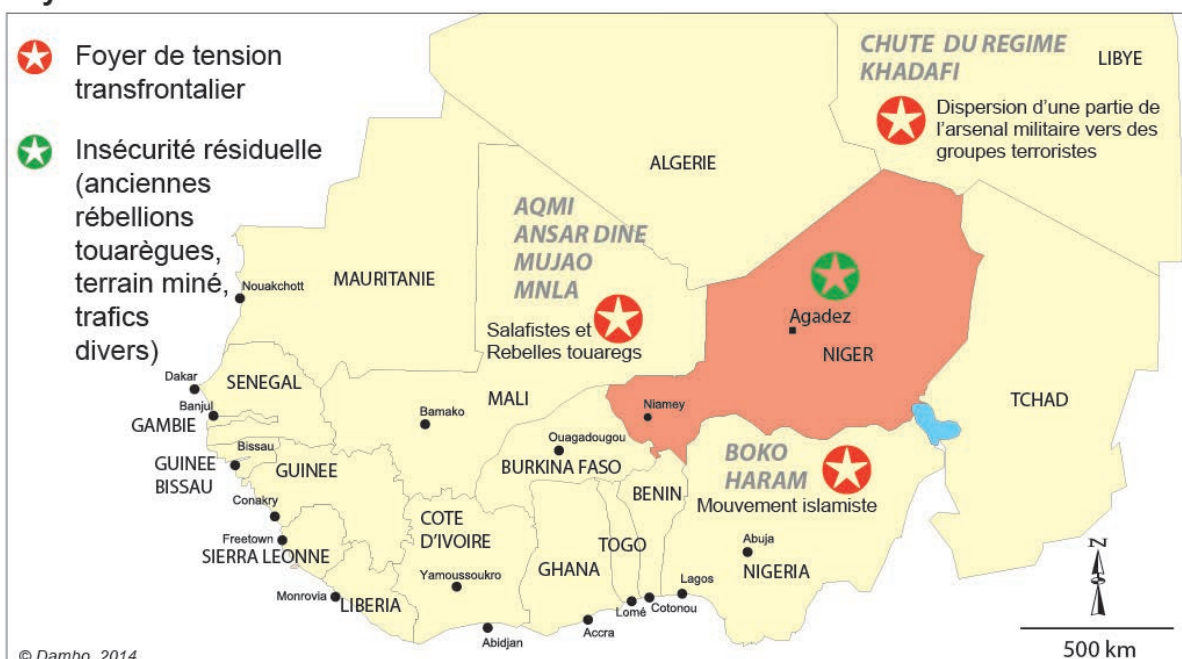 Foyer de tension
transfrontalier
Insécurité résiduelle
(anciennes
rébellions
touarègues,
terrain miné,
trafics
divers)
CHUTE DU REGIME
KHADAFI
LIBYE
Dispersion d’une partie de
l’arsenal militaire vers des
groupes terroristes
ALGERIE
AQMI
ANSAR DINE
MUJAO
MNLA
Salafistes et
Rebelles touaregs
MAURITANIE
Nouakchott
Agadez
NIGER
TCHAD
Dakar
SENEGAL
Banjul
GAMBIE
MALI
Bamako
Niamey
Ouagadougou
BURKINA FASO
Bissau
GUINEE
BISSAU
GUINEE
BOKO
HARAM
Mouvement islamiste
BENIN
Conakry
Freetown
SIERRA LEONNE
COTE
D’IVOIRE
Yamoussoukro
GHANA
TOGO
Abuja
NIGERIA
Monrovia
LIBERIA
Abidjan
Accra
Lomé
Cotonou
Lagos
N
500 km
© Dambo, 2014